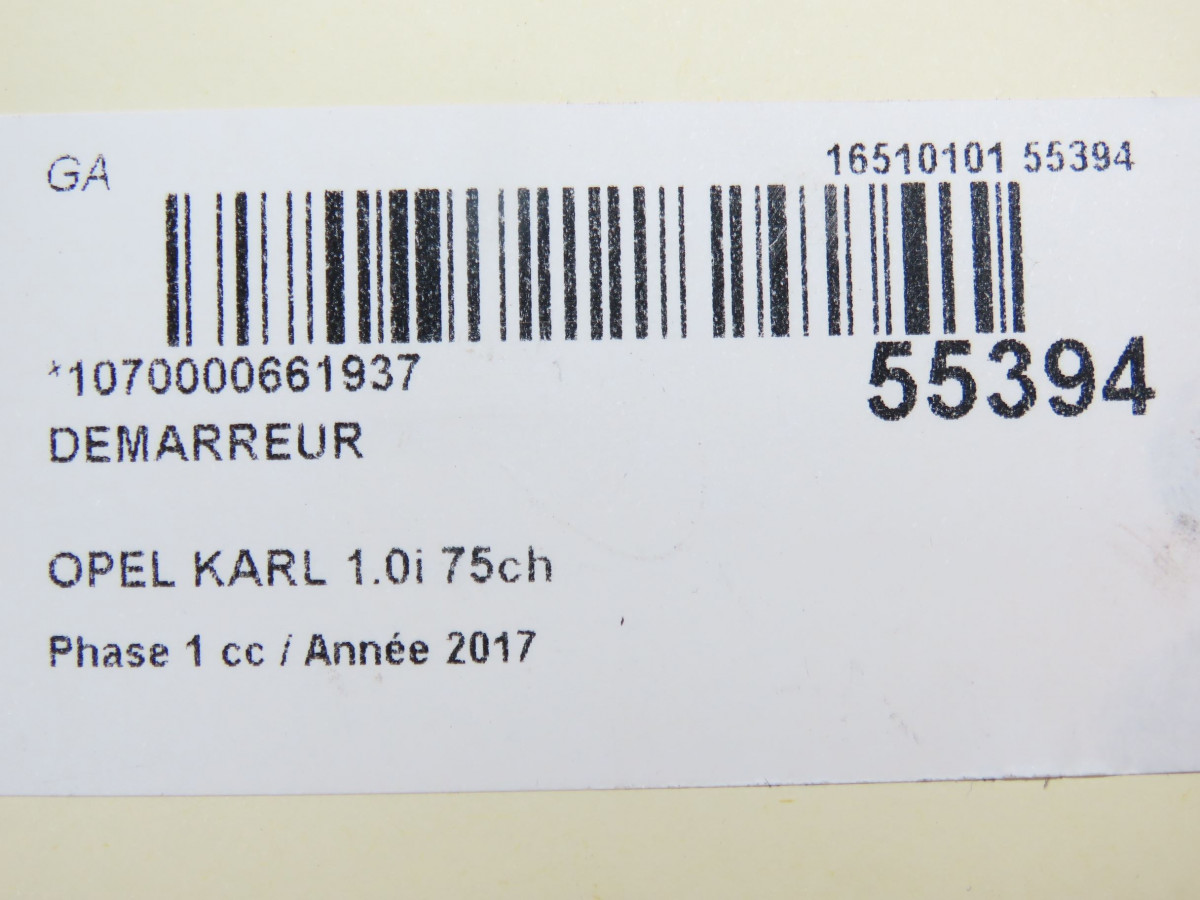 GA
16510101 55394
*1070000661937
55394
DEMARREUR
OPEL KARL 1.0i 75ch
Phase 1 cc / Année 2017